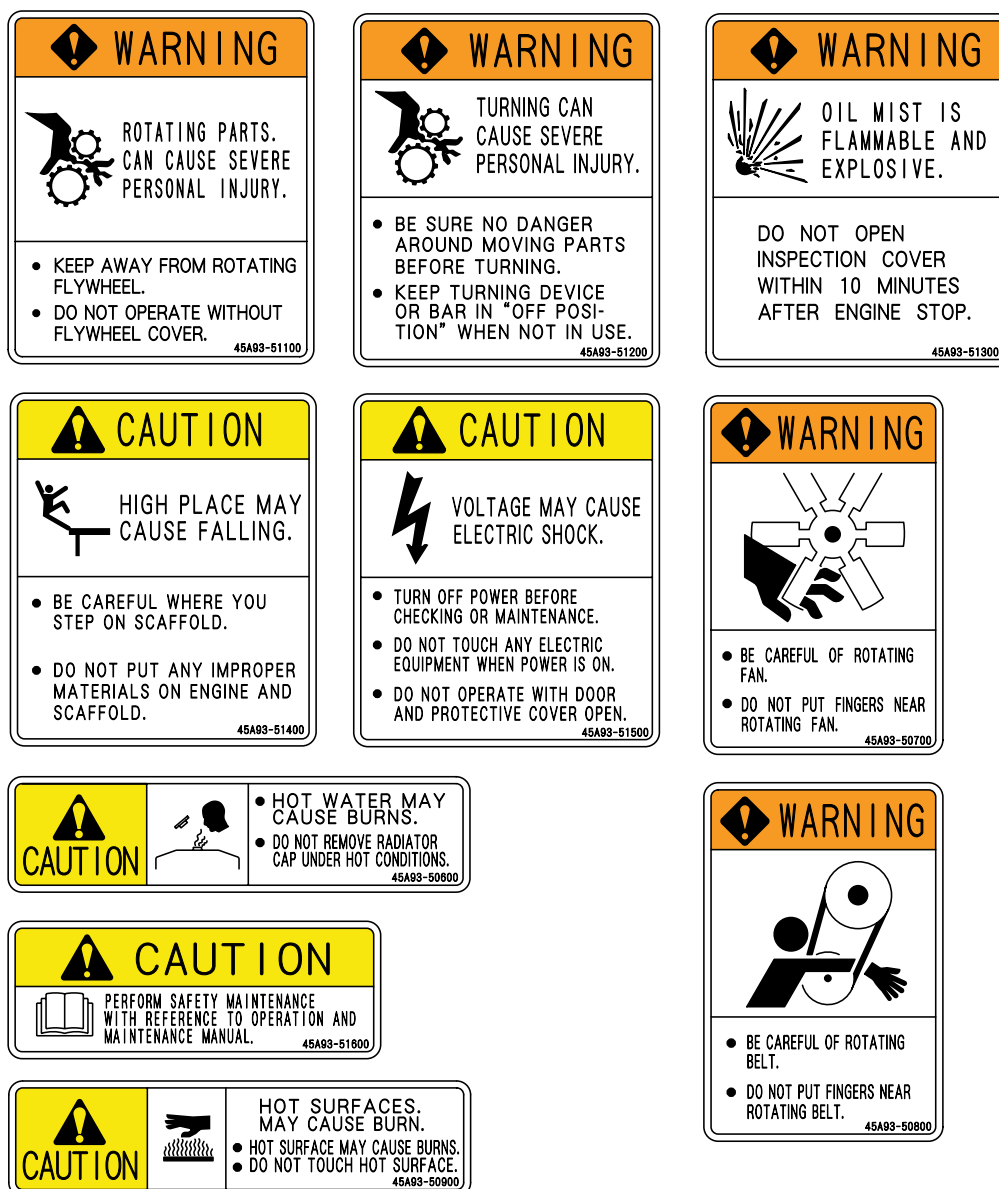 WARNING
ROTATING PARTS.
CAN CAUSE SEVERE
PERSONAL INJURY.
• KEEP AWAY FROM ROTATING
FLYWHEEL.
• DO NOT OPERATE WITHOUT
FLYWHEEL COVER.
45A93-51100
WARNING
TURNING CAN
CAUSE SEVERE
PERSONAL INJURY.
• BE SURE NO DANGER
AROUND MOVING PARTS
BEFORE TURNING.
• KEEP TURNING DEVICE
OR BAR IN “OFF POSI-
TION” WHEN NOT IN USE.
45A93-51200
WARNING
OIL MIST IS
FLAMMABLE AND
EXPLOSIVE.
DO NOT OPEN
INSPECTION COVER
WITHIN 10 MINUTES
AFTER ENGINE STOP.
45A93-51300
CAUTION
HIGH PLACE MAY
CAUSE FALLING.
• BE CAREFUL WHERE YOU
STEP ON SCAFFOLD.
• DO NOT PUT ANY IMPROPER
MATERIALS ON ENGINE AND
SCAFFOLD.
45A93-51400
CAUTION
VOLTAGE MAY CAUSE
ELECTRIC SHOCK.
• TURN OFF POWER BEFORE
CHECKING OR MAINTENANCE.
• DO NOT TOUCH ANY ELECTRIC
EQUIPMENT WHEN POWER IS ON.
• DO NOT OPERATE WITH DOOR
AND PROTECTIVE COVER OPEN.
45A93-51500
WARNING
• BE CAREFUL OF ROTATING
FAN.
• DO NOT PUT FINGERS NEAR
ROTATING FAN.
45A93-50700
CAUTION
• HOT WATER MAY
CAUSE BURNS.
• DO NOT REMOVE RADIATOR
CAP UNDER HOT CONDITIONS.
45A93-50600
WARNING
• BE CAREFUL OF ROTATING
BELT.
• DO NOT PUT FINGERS NEAR
ROTATING BELT.
45A93-50800
CAUTION
PERFORM SAFETY MAINTENANCE
WITH REFERENCE TO OPERATION AND
MAINTENANCE MANUAL.
45A93-51600
CAUTION
HOT SURFACES.
MAY CAUSE BURN.
• HOT SURFACE MAY CAUSE BURNS.
• DO NOT TOUCH HOT SURFACE.
45A93-50900